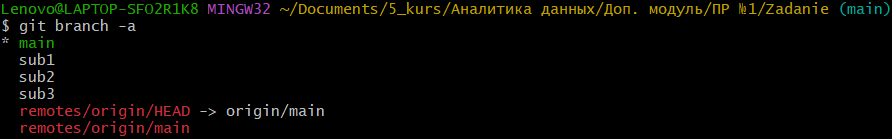 Lenovo@LAPTOP-SFO2R1K8 MINGW32 ~/Documents/5_kurs/Аналитика данных/Доп. модуль/ПР №1/Zadanie (main)
$ git branch -a
* main
sub1
sub2
sub3
remotes/origin/HEAD -> origin/main
remotes/origin/main